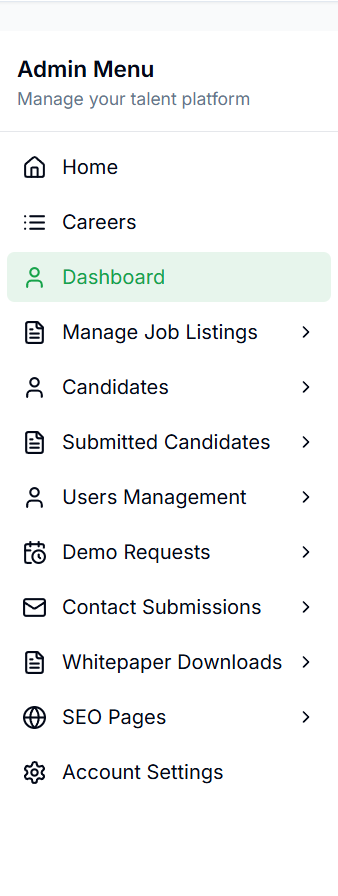 Admin Menu
Manage your talent platform
Home
Careers
Dashboard
Manage Job Listings
Candidates
Submitted Candidates
Users Management
Demo Requests
Contact Submissions
Whitepaper Downloads
SEO Pages
Account Settings